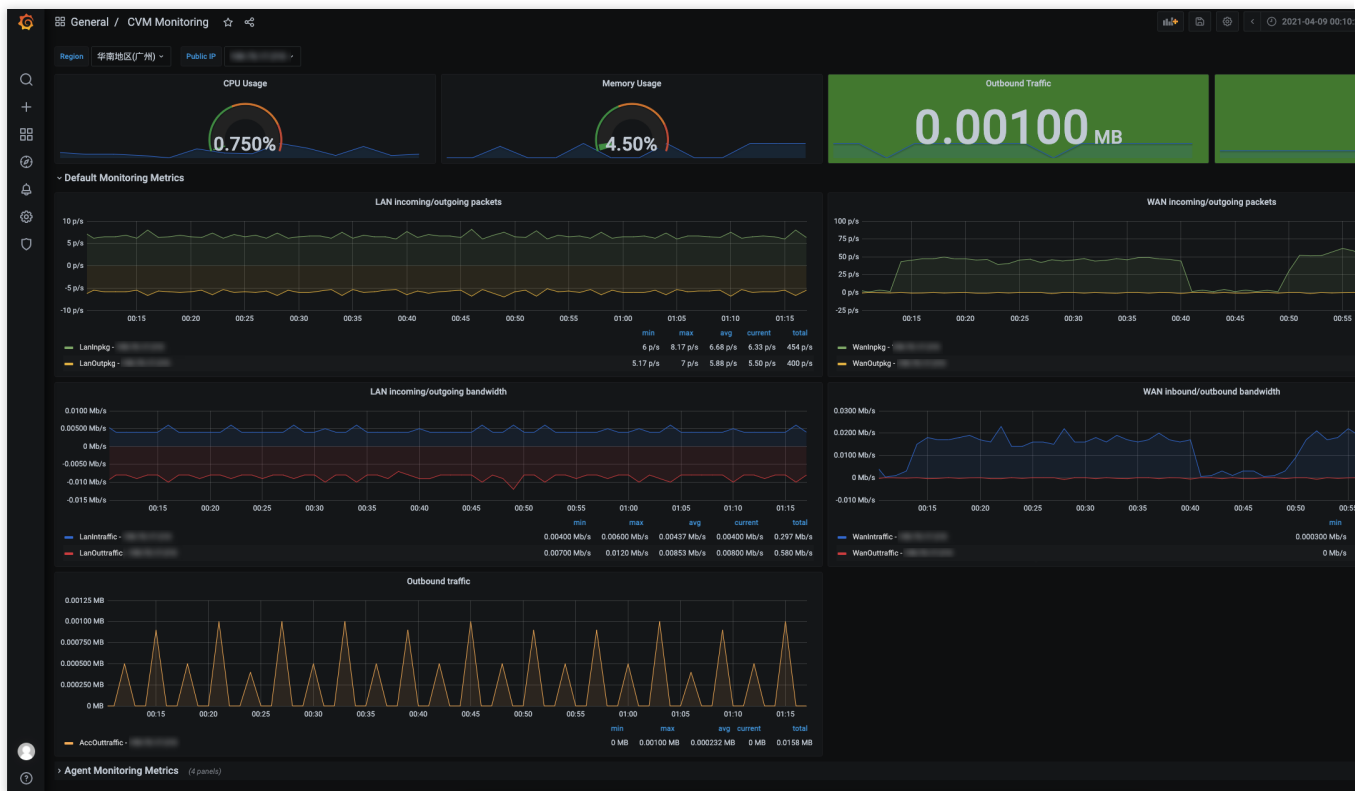 General / CVM Monitoring
2021-04-09 00:10:
Region 华南地区(广州) Public IP
CPU Usage
0.750%
Memory Usage
4.50%
Outbound Traffic
0.00100 MB
Default Monitoring Metrics
LAN incoming/outgoing packets
10 p/s
5 p/s
0 p/s
-5 p/s
-10 p/s
00:15 00:20 00:25 00:30 00:35 00:40 00:45 00:50 00:55 01:00 01:05 01:10 01:15
min max avg current total
LanInpkg - 6 p/s 8.17 p/s 6.68 p/s 6.33 p/s 454 p/s
LanOutpkg - 5.17 p/s 7 p/s 5.88 p/s 5.50 p/s 400 p/s
WAN incoming/outgoing packets
100 p/s
75 p/s
50 p/s
25 p/s
0 p/s
-25 p/s
00:15 00:20 00:25 00:30 00:35 00:40 00:45 00:50 00:55
WanInpkg -
WanOutpkg -
LAN incoming/outgoing bandwidth
0.0100 Mb/s
0.00500 Mb/s
0 Mb/s
-0.0050 Mb/s
-0.010 Mb/s
-0.015 Mb/s
00:15 00:20 00:25 00:30 00:35 00:40 00:45 00:50 00:55 01:00 01:05 01:10 01:15
min max avg current total
LanIntraffic - 0.00400 Mb/s 0.00600 Mb/s 0.00437 Mb/s 0.00400 Mb/s 0.297 Mb/s
LanOuttraffic - 0.00700 Mb/s 0.0120 Mb/s 0.00853 Mb/s 0.00800 Mb/s 0.580 Mb/s
WAN inbound/outbound bandwidth
0.0300 Mb/s
0.0200 Mb/s
0 Mb/s
-0.010 Mb/s
00:15 00:20 00:25 00:30 00:35 00:40 00:45 00:50 00:55
min
WanIntraffic - 0.000300 Mb/s
WanOuttraffic - 0 Mb/s
Outbound traffic
0.00125 MB
0.00100 MB
0.000750 MB
0.000500 MB
0.000250 MB
0 MB
00:15 00:20 00:25 00:30 00:35 00:40 00:45 00:50 00:55 01:00 01:05 01:10 01:15
min max avg current total
AccOuttraffic - 0 MB 0.00100 MB 0.000232 MB 0 MB 0.0158 MB
Agent Monitoring Metrics (4 panels)